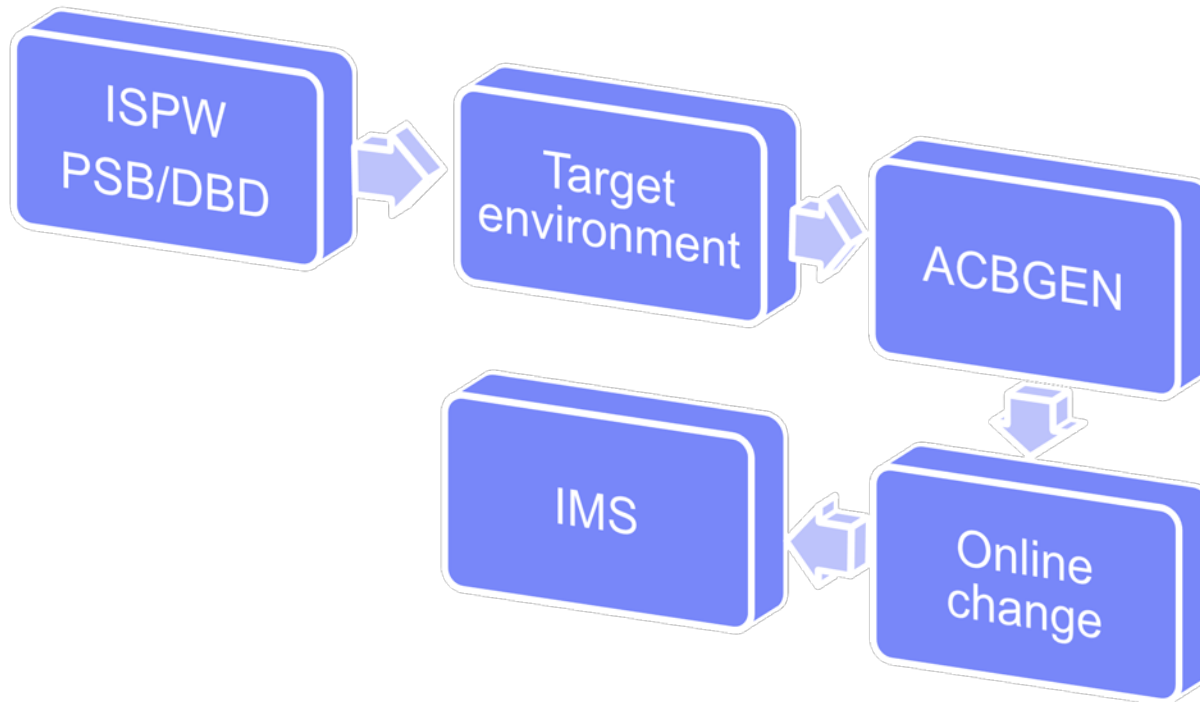 ISPW
PSB/DBD
Target
environment
ACBGEN
Online
change
IMS